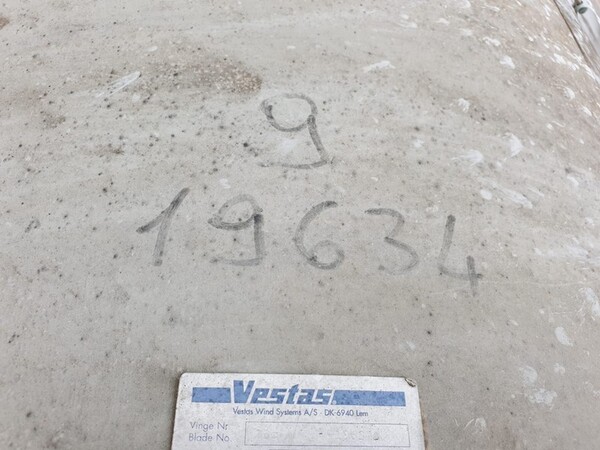 9
19634
Vestas
Vestas Wind Systems A/S · DK-6940 Lem
Vinge Nr
Blade No